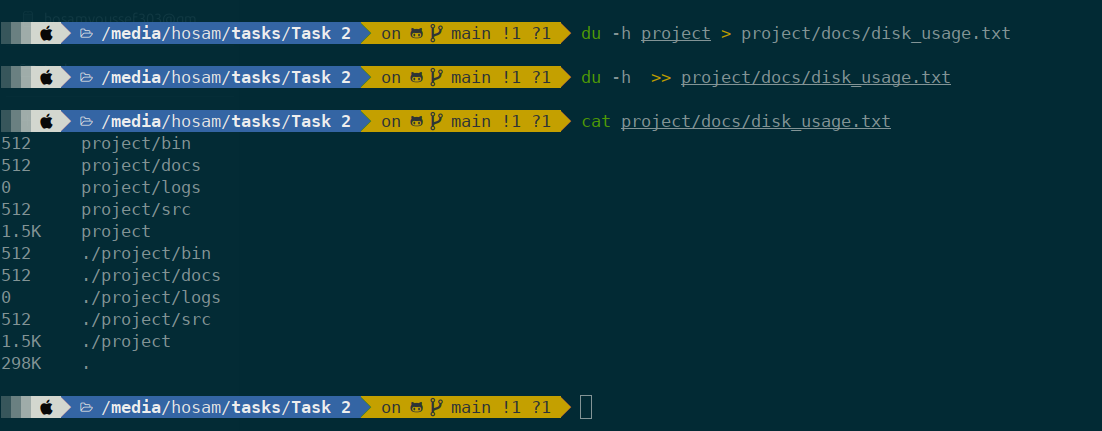 /media/hosam/tasks/Task 2 on main !1 ?1 du -h project > project/docs/disk_usage.txt
/media/hosam/tasks/Task 2 on main !1 ?1 du -h  >> project/docs/disk_usage.txt
/media/hosam/tasks/Task 2 on main !1 ?1 cat project/docs/disk_usage.txt
512     project/bin
512     project/docs
0       project/logs
512     project/src
1.5K    project
512     ./project/bin
512     ./project/docs
0       ./project/logs
512     ./project/src
1.5K    ./project
298K    .
/media/hosam/tasks/Task 2 on main !1 ?1